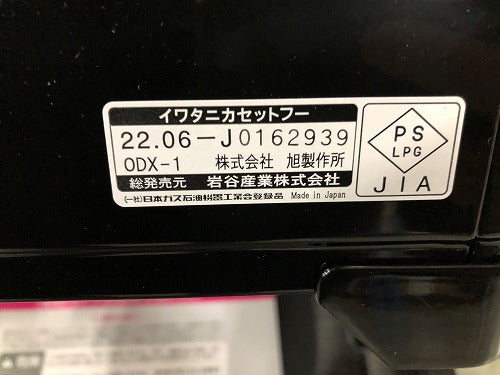 イワタニカセットフー
22.06-J0162939
ODX-1 株式会社 旭製作所
総発売元 岩谷産業株式会社
(一社)日本ガス石油機器工業会登録品 Made in Japan
PS
LPG
JIA